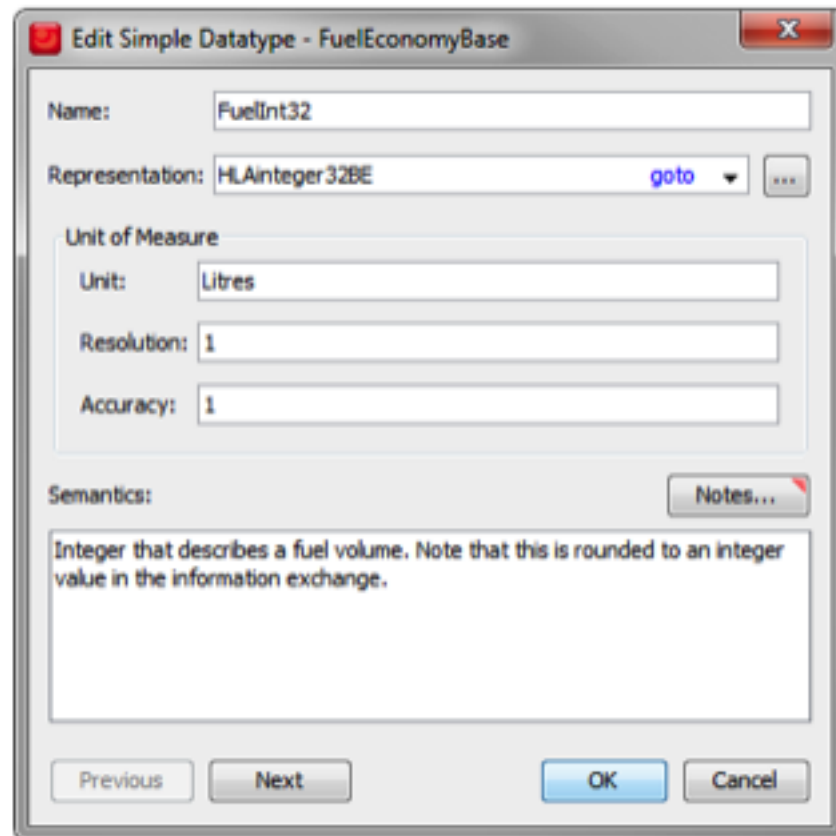 Edit Simple Datatype - FuelEconomyBase
Name: FuelInt32
Representation: HLAinteger32BE goto ...
Unit of Measure
Unit: Litres
Resolution: 1
Accuracy: 1
Semantics: Notes...
Integer that describes a fuel volume. Note that this is rounded to an integer
value in the information exchange.
Previous Next OK Cancel